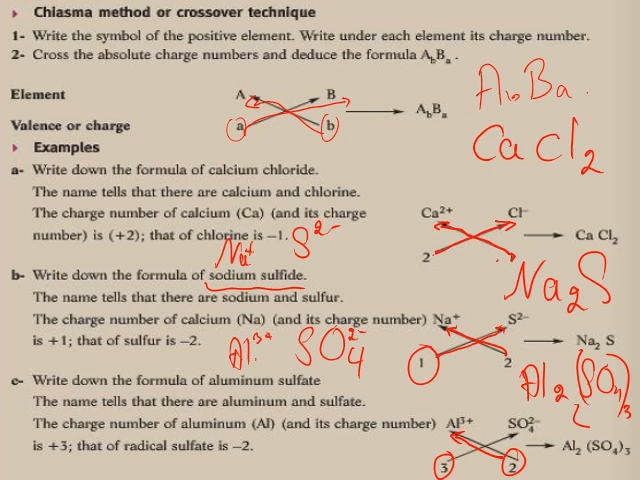 Chiasma method or crossover technique
1- Write the symbol of the positive element. Write under each element its charge number.
2- Cross the absolute charge numbers and deduce the formula AbBa.
AbBa
Element A B
AbBa
Valence or charge a b
CaCl2
Examples
a- Write down the formula of calcium chloride.
The name tells that there are calcium and chlorine.
The charge number of calcium (Ca) (and its charge Ca2+ Cl–
number) is (+2); that of chlorine is –1. S2-
Ca Cl2
Na+
2
b- Write down the formula of sodium sulfide.
Na2S
The name tells that there are sodium and sulfur.
The charge number of calcium (Na) (and its charge number) Na+ S2–
is +1; that of sulfur is –2.
Na2 S
Al3+ SO42-
1 2
c- Write down the formula of aluminum sulfate
Al2(SO4)3
The name tells that there are aluminum and sulfate.
The charge number of aluminum (Al) (and its charge number) Al3+ SO42–
is +3; that of radical sulfate is –2.
Al2 (SO4)3
3 2